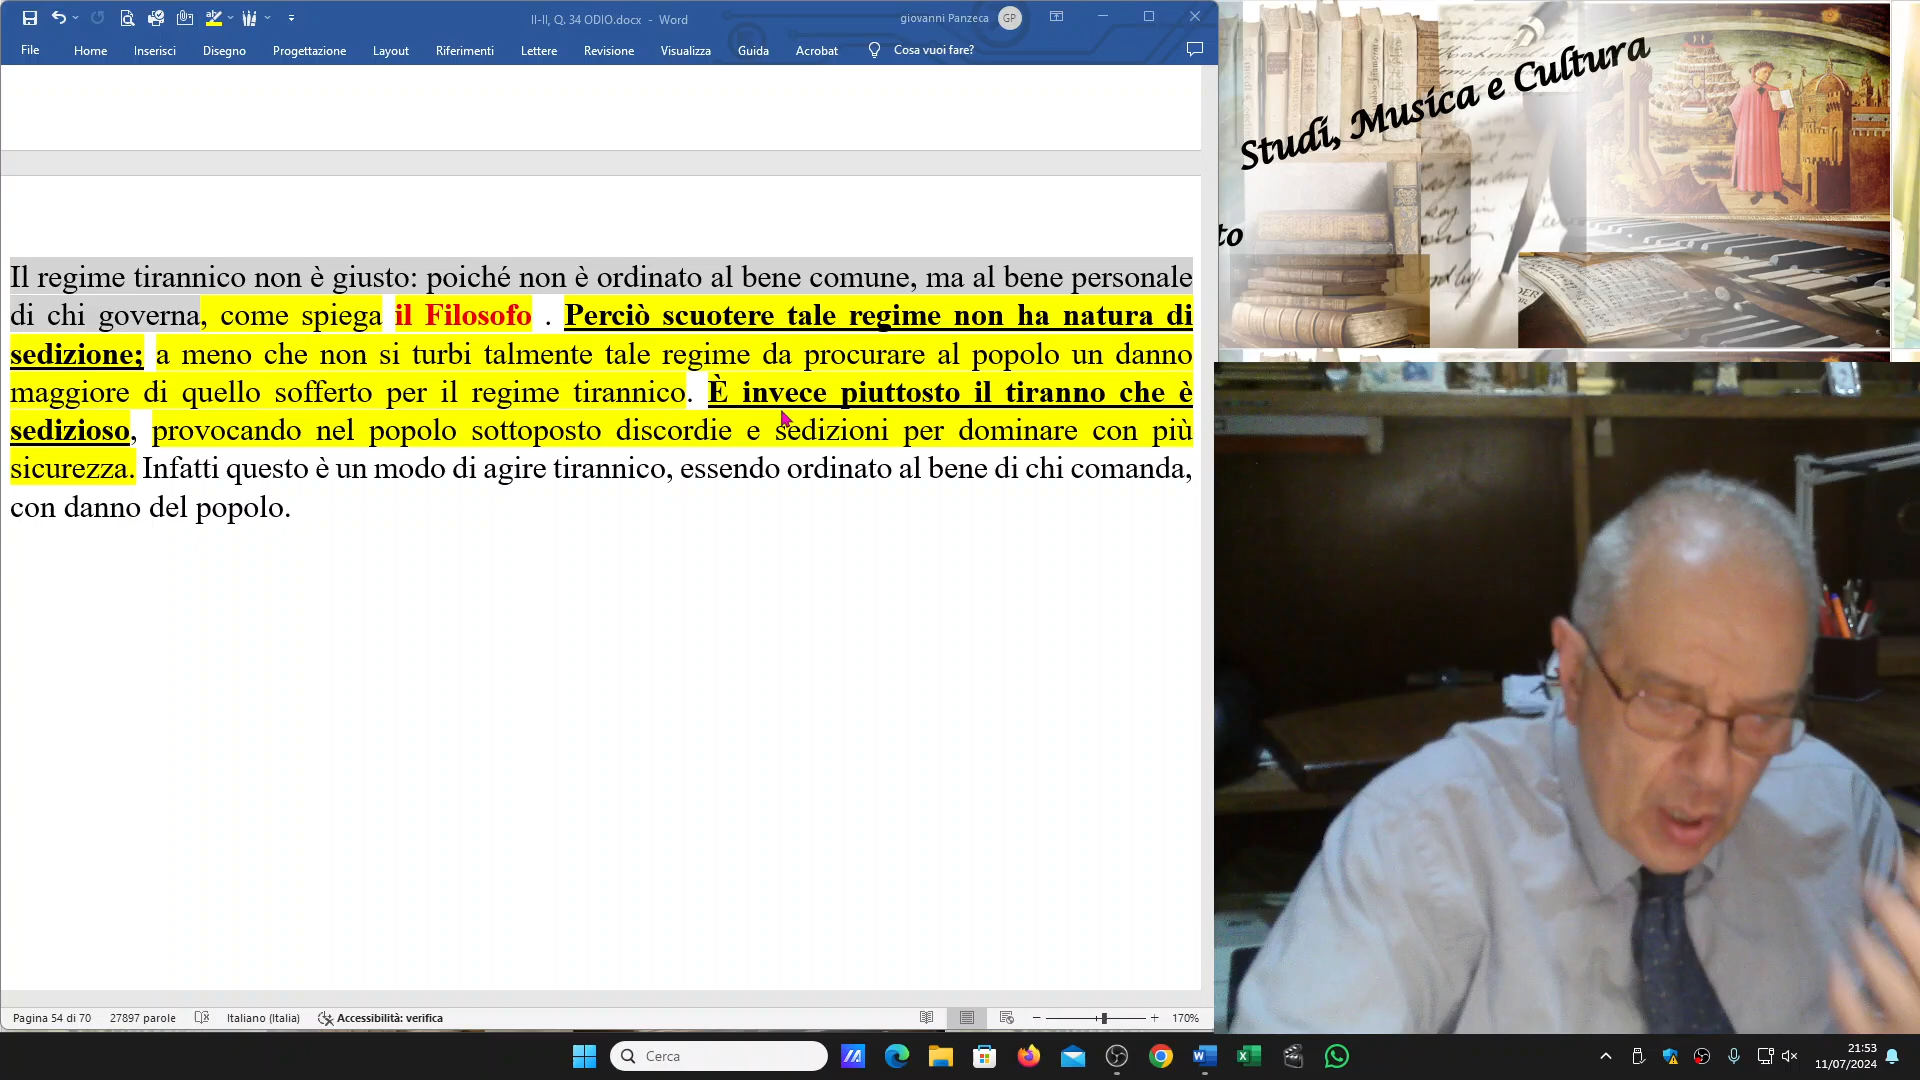 II-II, Q, 34 ODIO.docx - Word
giovanni Panzeca
GP
File Home Inserisci Disegno Progettazione Layout Riferimenti Lettere Revisione Visualizza Guida Acrobat Cosa vuoi fare?
Studi, Musica e Cultura
to
Il regime tirannico non è giusto: poiché non è ordinato al bene comune, ma al bene personale
di chi governa, come spiega il Filosofo . Perciò scuotere tale regime non ha natura di
sedizione; a meno che non si turbi talmente tale regime da procurare al popolo un danno
maggiore di quello sofferto per il regime tirannico. È invece piuttosto il tiranno che è
sedizioso, provocando nel popolo sottoposto discordie e sedizioni per dominare con più
sicurezza. Infatti questo è un modo di agire tirannico, essendo ordinato al bene di chi comanda,
con danno del popolo.
Pagina 54 di 70 27897 parole Italiano (Italia) Accessibilità: verifica
170%
Cerca
21:53
11/07/2024